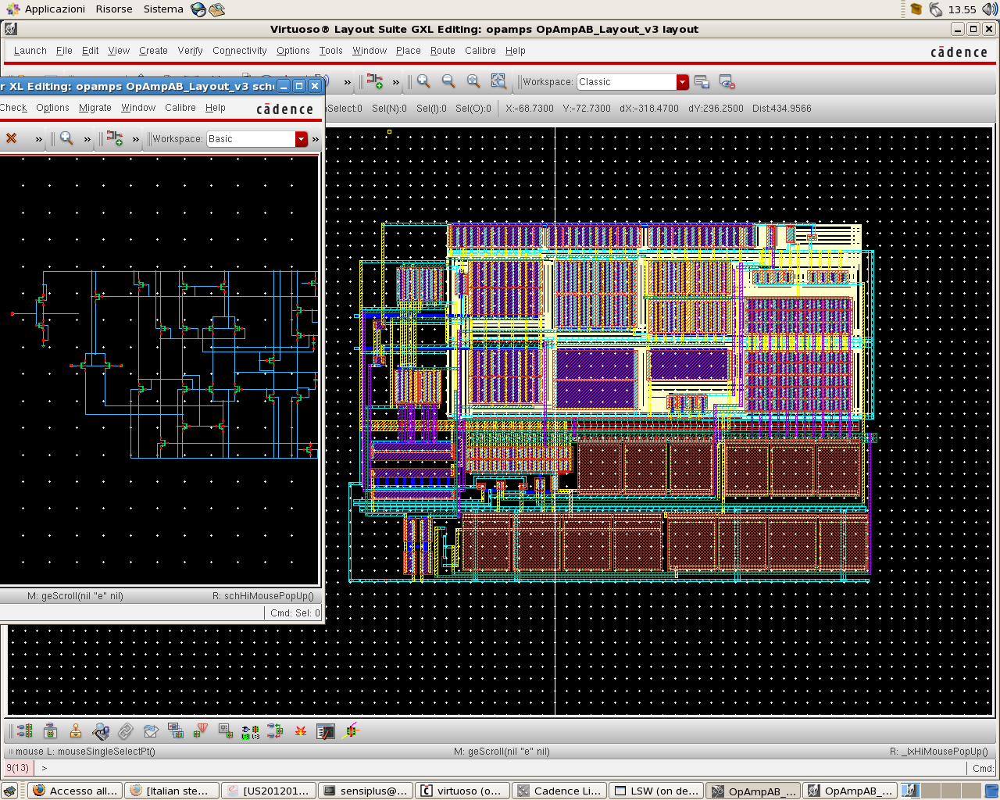 Applicazioni Risorse Sistema 13.55
Virtuoso® Layout Suite GXL Editing: opamps OpAmpAB_Layout_v3 layout
Launch File Edit View Create Verify Connectivity Options Tools Window Place Route Calibre Help
cādence
» » Workspace: Classic
r XL Editing: opamps OpAmpAB_Layout_v3 sche
Select:0 Sel(N):0 Sel(I):0 Sel(O):0 X:-68.7300 Y:-72.7300 dX:-318.4700 dY:296.2500 Dist:434.9566
Check Options Migrate Window Calibre Help
cādence
» » » Workspace: Basic »
M: geScroll(nil "e" nil) R: schHiMousePopUp()
Cmd: Sel: 0
mouse L: mouseSingleSelectPt() M: geScroll(nil "e" nil) R: _lxHiMousePopUp()
9(13) > Cmd:
Accesso all... [Italian ste... [US201201... sensiplus@... virtuoso (o... Cadence Li... LSW (on de... OpAmpAB_... OpAmpAB_...